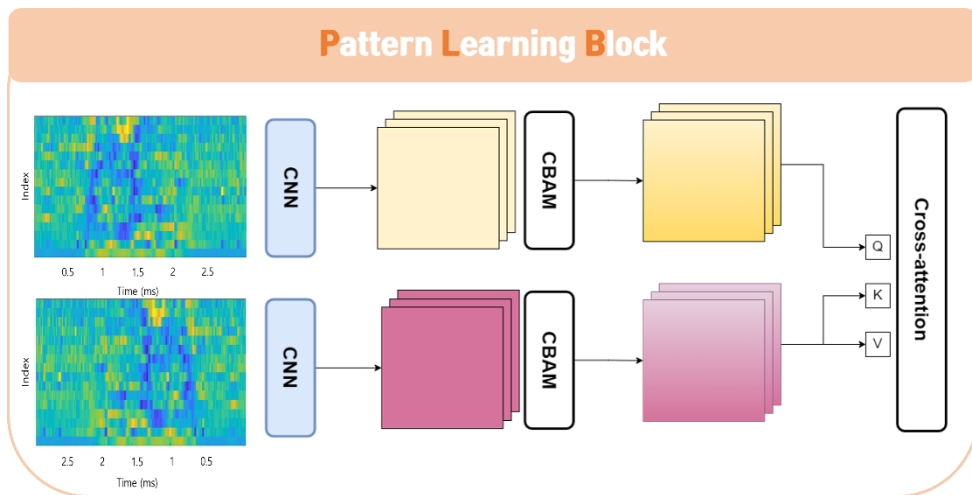 Pattern Learning Block
Index
0.5 1 1.5 2 2.5
Time (ms)
CNN
CBAM
Q
K
V
Cross-attention
Index
2.5 2 1.5 1 0.5
Time (ms)
CNN
CBAM